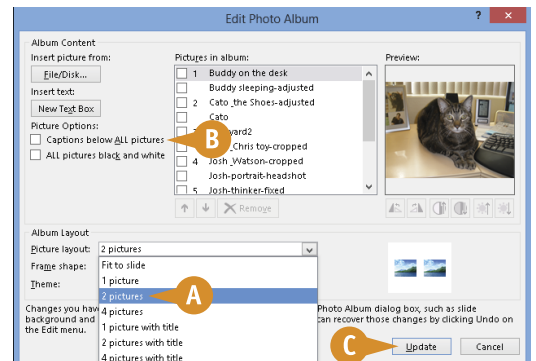 Edit Photo Album
? ×
Album Content
Insert picture from:
File/Disk...
Insert text:
New Text Box
Picture Options:
Captions below ALL pictures
ALL pictures black and white
Pictures in album:
1 Buddy on the desk
Buddy sleeping-adjusted
2 Cato_the Shoes-adjusted
Cato
yard2
_Chris toy-cropped
4 Josh_Watson-cropped
Josh-portrait-headshot
5 Josh-thinker-fixed
Remove
Preview:
B
Album Layout
Picture layout: 2 pictures
Frame shape:
Theme:
Fit to slide
1 picture
2 pictures
4 pictures
1 picture with title
2 pictures with title
4 pictures with title
A
Changes you hav
background and
the Edit menu.
Photo Album dialog box, such as slide
can recover those changes by clicking Undo on
C
Update
Cancel